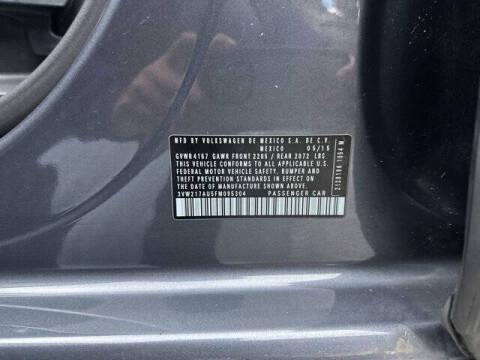 MFD BY VOLKSWAGEN DE MEXICO S.A. DE C.V.
MEXICO 05/15
GVWR4167 GAWR FRONT 2205 / REAR 2072 LBS
THIS VEHICLE CONFORMS TO ALL APPLICABLE U.S.
FEDERAL MOTOR VEHICLE SAFETY, BUMPER AND
THEFT PREVENTION STANDARDS IN EFFECT ON THE
DATE OF MANUFACTURE SHOWN ABOVE.
3VW217AU5FM095304 PASSENGER CAR